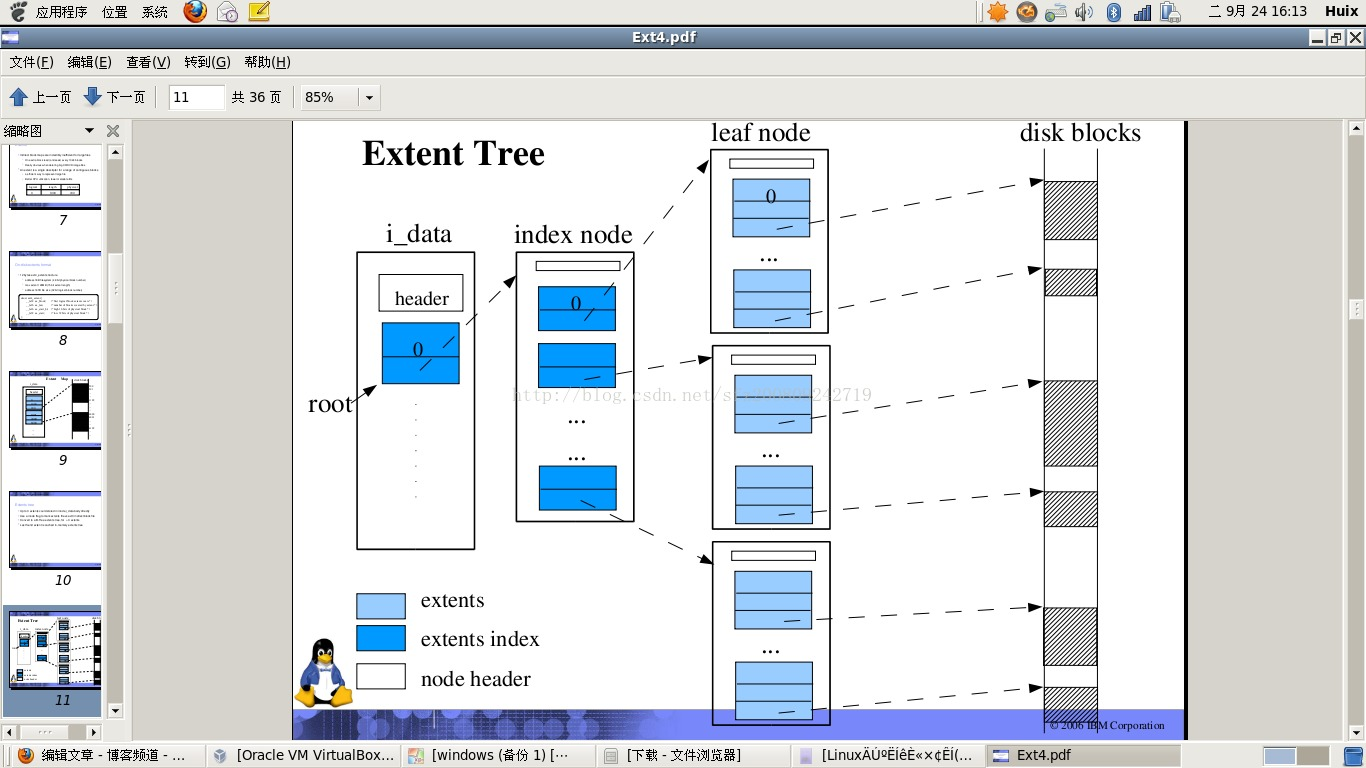 应用程序 位置 系统 二 9月 24 16:13 Huix
Ext4.pdf
文件(F) 编辑(E) 查看(V) 转到(G) 帮助(H)
上一页 下一页 11 共 36 页 85%
缩略图
7
8
9
10
11
Extent Tree
leaf node
disk blocks
i_data
index node
header
0
0
0
root
...
...
...
...
...
...
extents
extents index
node header
© 2006 IBM Corporation
编辑文章 - 博客频道 - ...
[Oracle VM VirtualBox...
[windows (备份 1) [...
[下载 - 文件浏览器]
Ext4.pdf